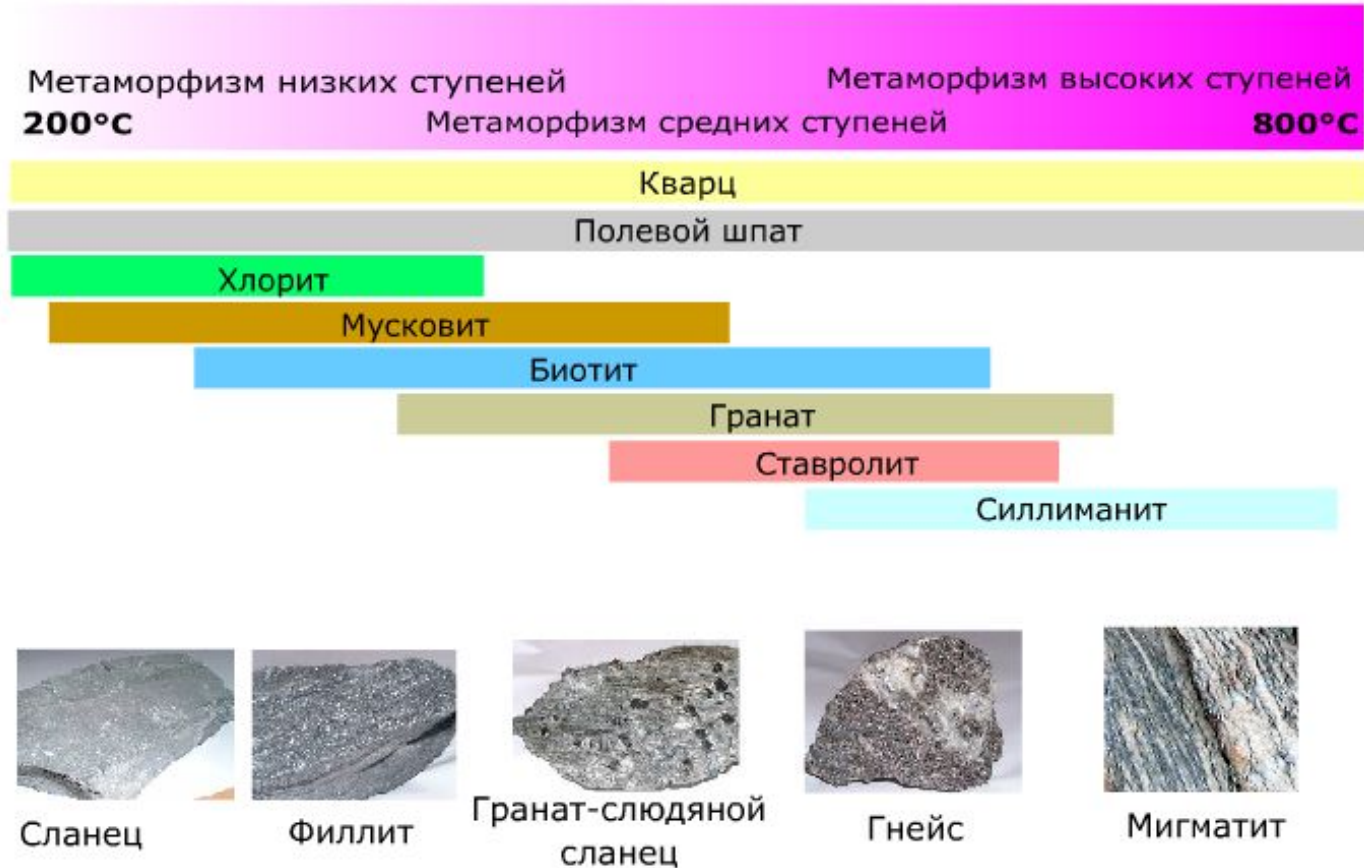 Метаморфизм низких ступеней
Метаморфизм высоких ступеней
200°C
Метаморфизм средних ступеней
800°C
Кварц
Полевой шпат
Хлорит
Мусковит
Биотит
Гранат
Ставролит
Силлиманит
Сланец
Филлит
Гранат-слюдяной
сланец
Гнейс
Мигматит